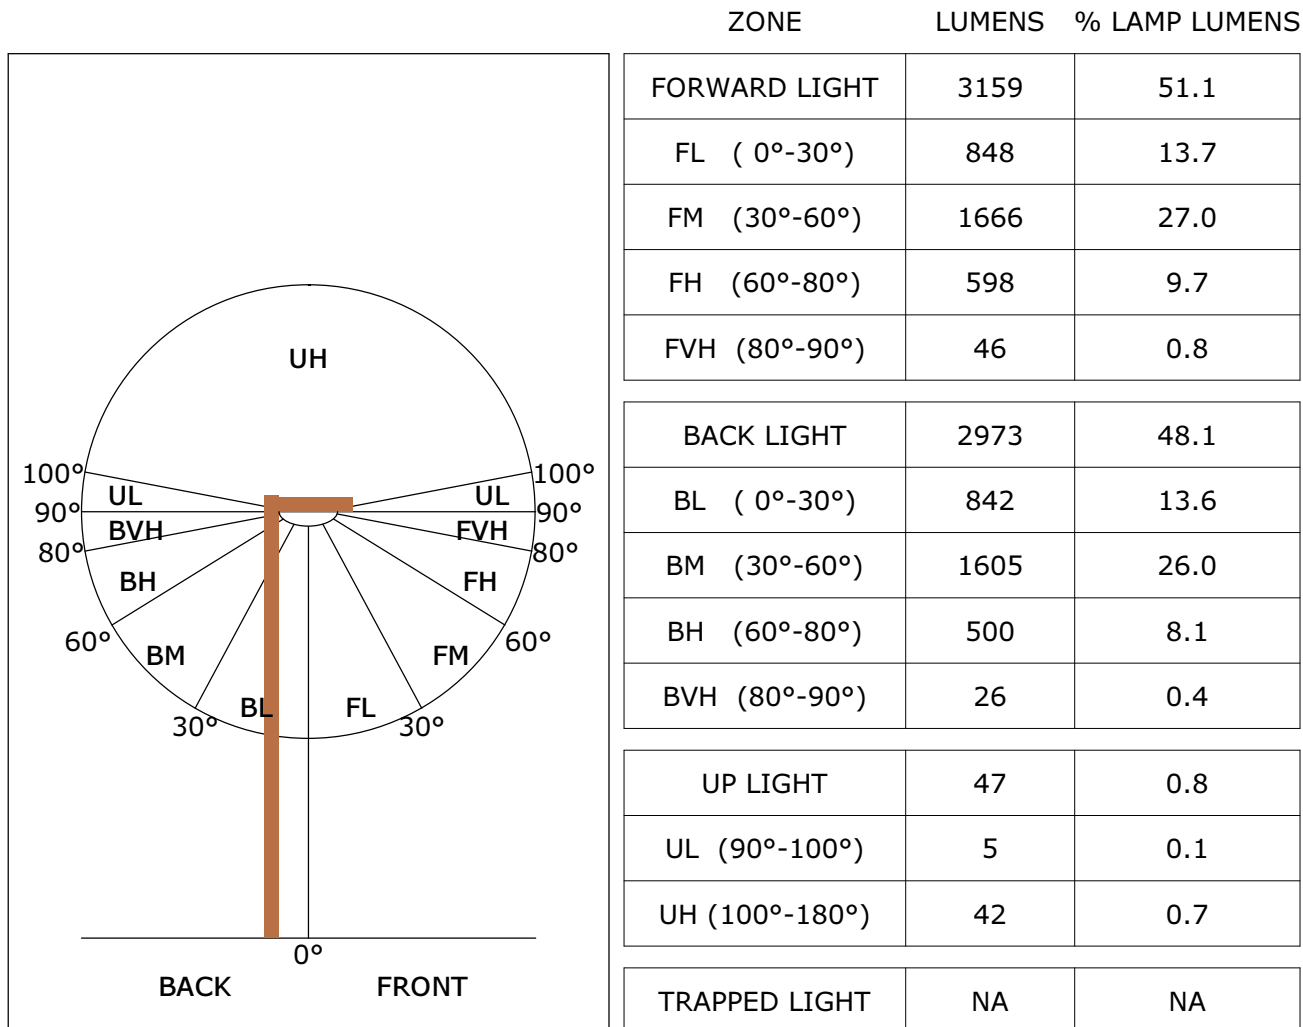 ZONE LUMENS % LAMP LUMENS
FORWARD LIGHT 3159 51.1
FL ( 0°-30°) 848 13.7
FM (30°-60°) 1666 27.0
FH (60°-80°) 598 9.7
FVH (80°-90°) 46 0.8
BACK LIGHT 2973 48.1
BL ( 0°-30°) 842 13.6
BM (30°-60°) 1605 26.0
BH (60°-80°) 500 8.1
BVH (80°-90°) 26 0.4
UP LIGHT 47 0.8
UL (90°-100°) 5 0.1
UH (100°-180°) 42 0.7
TRAPPED LIGHT NA NA
UH
100° 100°
UL UL
90° 90°
BVH FVH
80° 80°
BH FH
60° 60°
BM FM
BL FL
30° 30°
0°
BACK FRONT